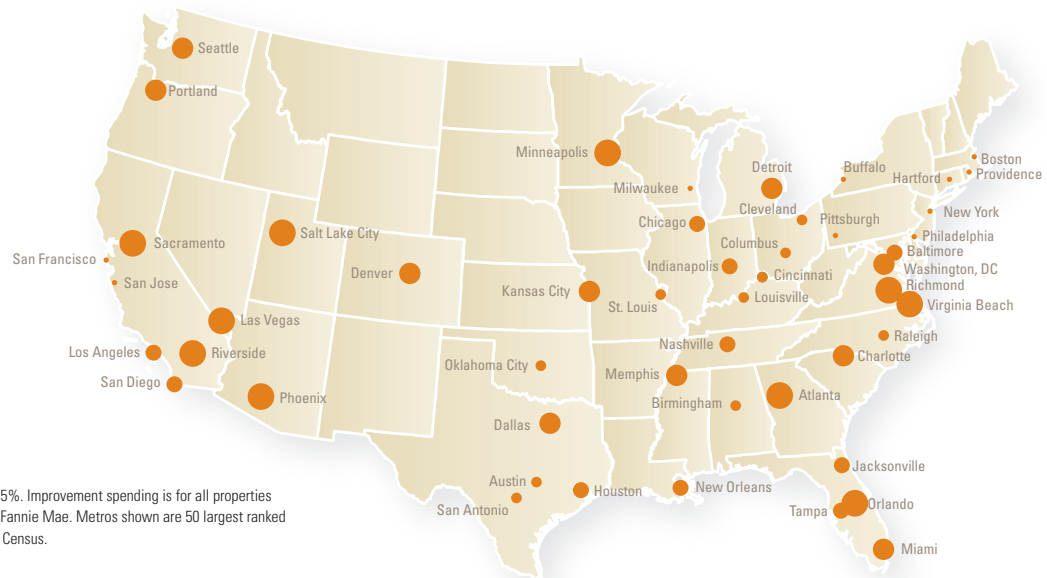 Seattle
Portland
Minneapolis
Boston
Providence
Buffalo
Hartford
Detroit
Milwaukee
Cleveland
New York
Pittsburgh
Chicago
Philadelphia
Columbus
Baltimore
Sacramento
Salt Lake City
San Francisco
Denver
Indianapolis
Washington, DC
Cincinnati
San Jose
Kansas City
Richmond
Louisville
St. Louis
Virginia Beach
Las Vegas
Raleigh
Nashville
Los Angeles
Riverside
Charlotte
Oklahoma City
Memphis
San Diego
Phoenix
Atlanta
Birmingham
Dallas
Jacksonville
Austin
New Orleans
Houston
San Antonio
Orlando
Tampa
Miami
5%. Improvement spending is for all properties
Fannie Mae. Metros shown are 50 largest ranked
Census.